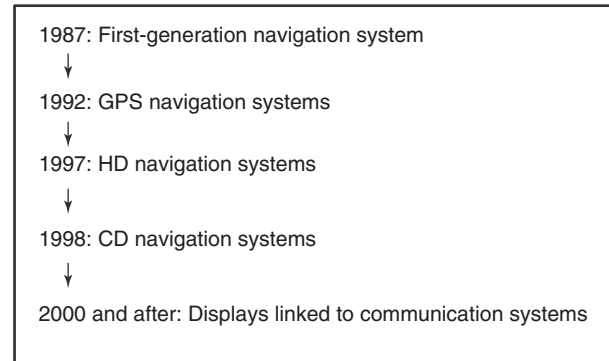 1987: First-generation navigation system
1992: GPS navigation systems
1997: HD navigation systems
1998: CD navigation systems
2000 and after: Displays linked to communication systems